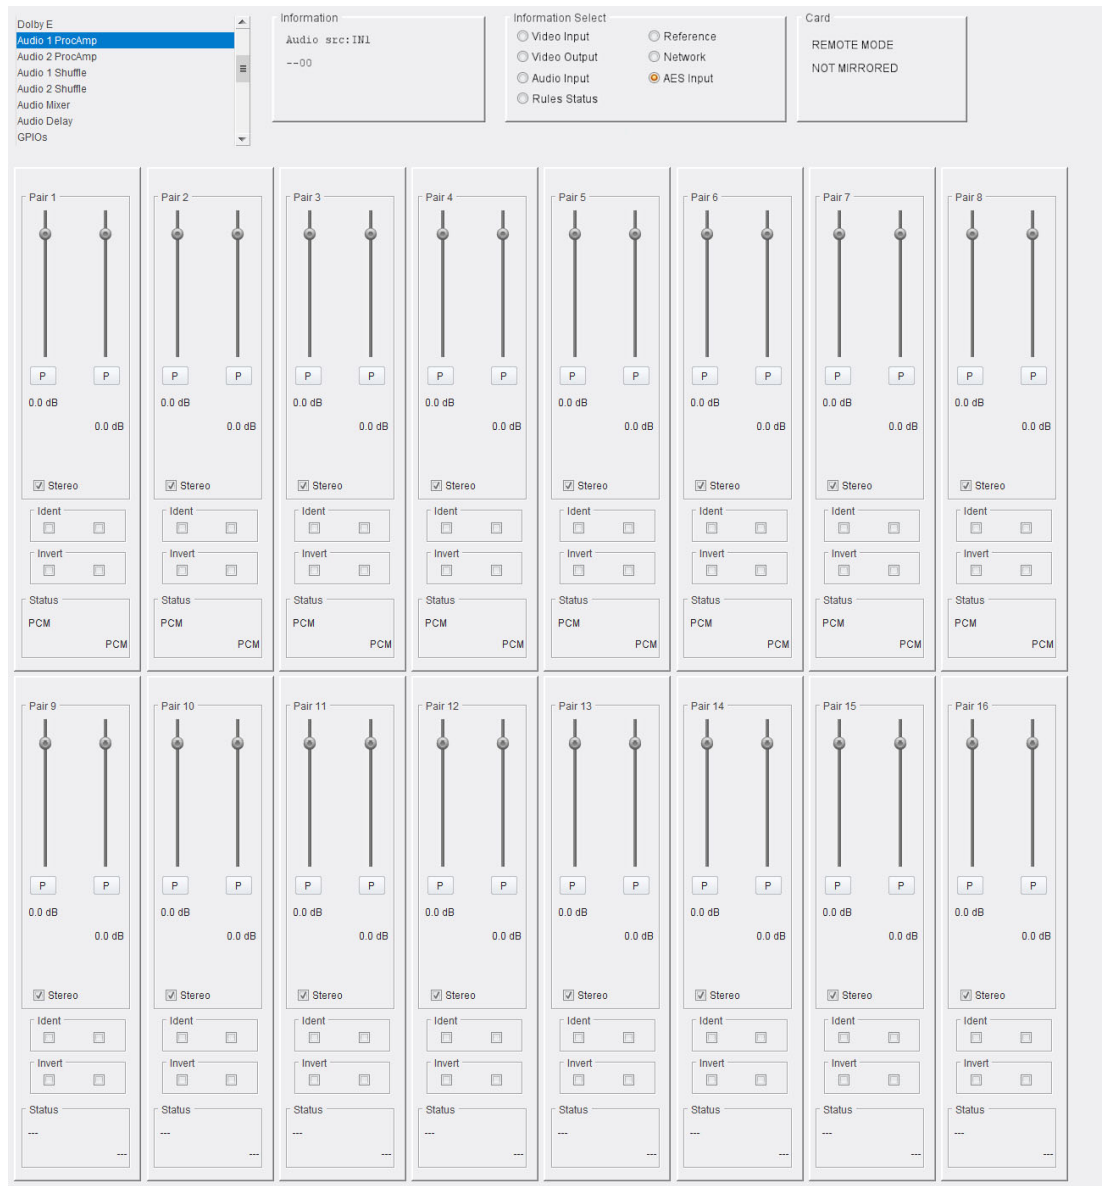 Dolby E
Audio 1 ProcAmp
Audio 2 ProcAmp
Audio 1 Shuffle
Audio 2 Shuffle
Audio Mixer
Audio Delay
GPIOs
Information
Audio src:IN1
--00
Information Select
Video Input Reference
Video Output Network
Audio Input AES Input
Rules Status
Card
REMOTE MODE
NOT MIRRORED
Pair 1 Pair 2 Pair 3 Pair 4 Pair 5 Pair 6 Pair 7 Pair 8
P P P P P P P P P P P P P P P P
0.0 dB 0.0 dB 0.0 dB 0.0 dB 0.0 dB 0.0 dB 0.0 dB 0.0 dB
0.0 dB 0.0 dB 0.0 dB 0.0 dB 0.0 dB 0.0 dB 0.0 dB 0.0 dB
Stereo Stereo Stereo Stereo Stereo Stereo Stereo Stereo
Ident Ident Ident Ident Ident Ident Ident Ident
Invert Invert Invert Invert Invert Invert Invert Invert
Status Status Status Status Status Status Status Status
PCM PCM PCM PCM PCM PCM PCM PCM
PCM PCM PCM PCM PCM PCM PCM PCM
Pair 9 Pair 10 Pair 11 Pair 12 Pair 13 Pair 14 Pair 15 Pair 16
P P P P P P P P P P P P P P P P
0.0 dB 0.0 dB 0.0 dB 0.0 dB 0.0 dB 0.0 dB 0.0 dB 0.0 dB
0.0 dB 0.0 dB 0.0 dB 0.0 dB 0.0 dB 0.0 dB 0.0 dB 0.0 dB
Stereo Stereo Stereo Stereo Stereo Stereo Stereo Stereo
Ident Ident Ident Ident Ident Ident Ident Ident
Invert Invert Invert Invert Invert Invert Invert Invert
Status Status Status Status Status Status Status Status
--- --- --- --- --- --- --- ---
--- --- --- --- --- --- --- ---